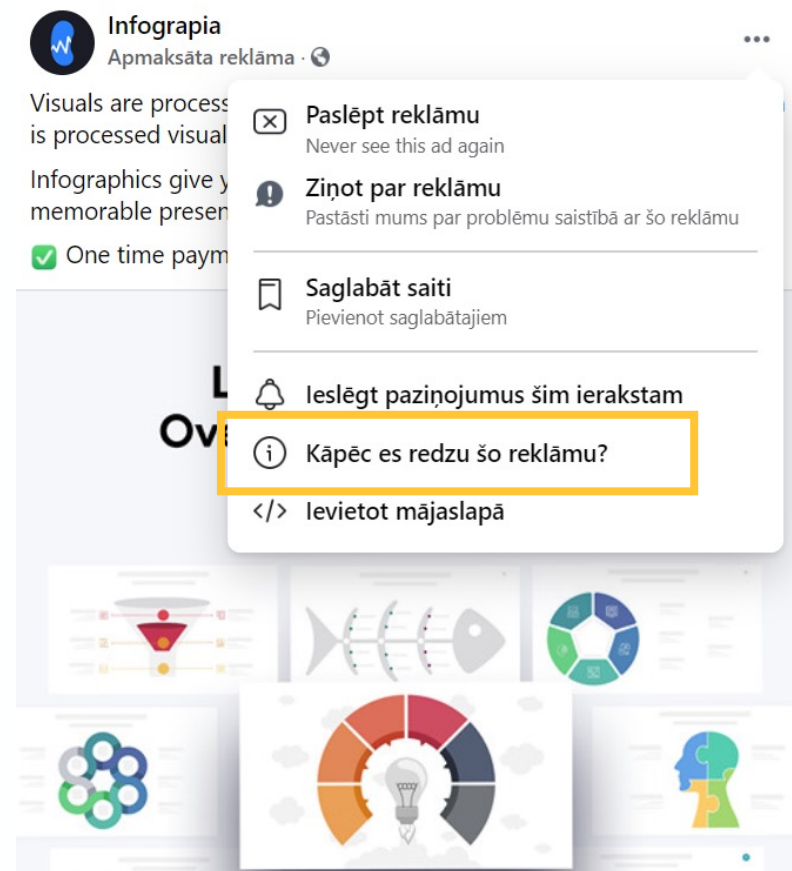 Infograpia
Apmaksāta reklāma ·
•••
Visuals are process
is processed visual
Infographics give y
memorable presen
✅ One time paym
Paslēpt reklāmu
Never see this ad again
Ziņot par reklāmu
Pastāsti mums par problēmu saistībā ar šo reklāmu
Saglabāt saiti
Pievienot saglabātajiem
Ieslēgt paziņojumus šim ierakstam
Kāpēc es redzu šo reklāmu?
</> Ievietot mājaslapā
L
Ove